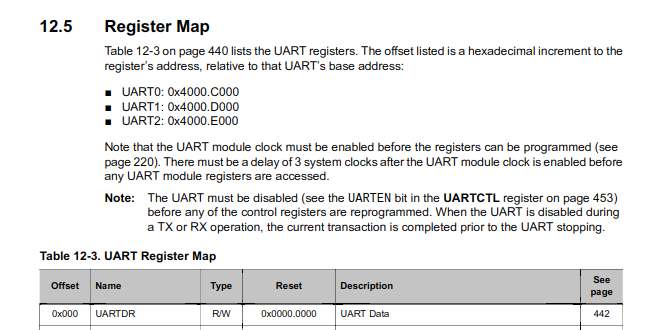 12.5 Register Map
Table 12-3 on page 440 lists the UART registers. The offset listed is a hexadecimal increment to the
register's address, relative to that UART's base address:
■ UART0: 0x4000.C000
■ UART1: 0x4000.D000
■ UART2: 0x4000.E000
Note that the UART module clock must be enabled before the registers can be programmed (see
page 220). There must be a delay of 3 system clocks after the UART module clock is enabled before
any UART module registers are accessed.
Note: The UART must be disabled (see the UARTEN bit in the UARTCTL register on page 453)
before any of the control registers are reprogrammed. When the UART is disabled during
a TX or RX operation, the current transaction is completed prior to the UART stopping.
Table 12-3. UART Register Map
Offset Name Type Reset Description See page
0x000 UARTDR R/W 0x0000.0000 UART Data 442